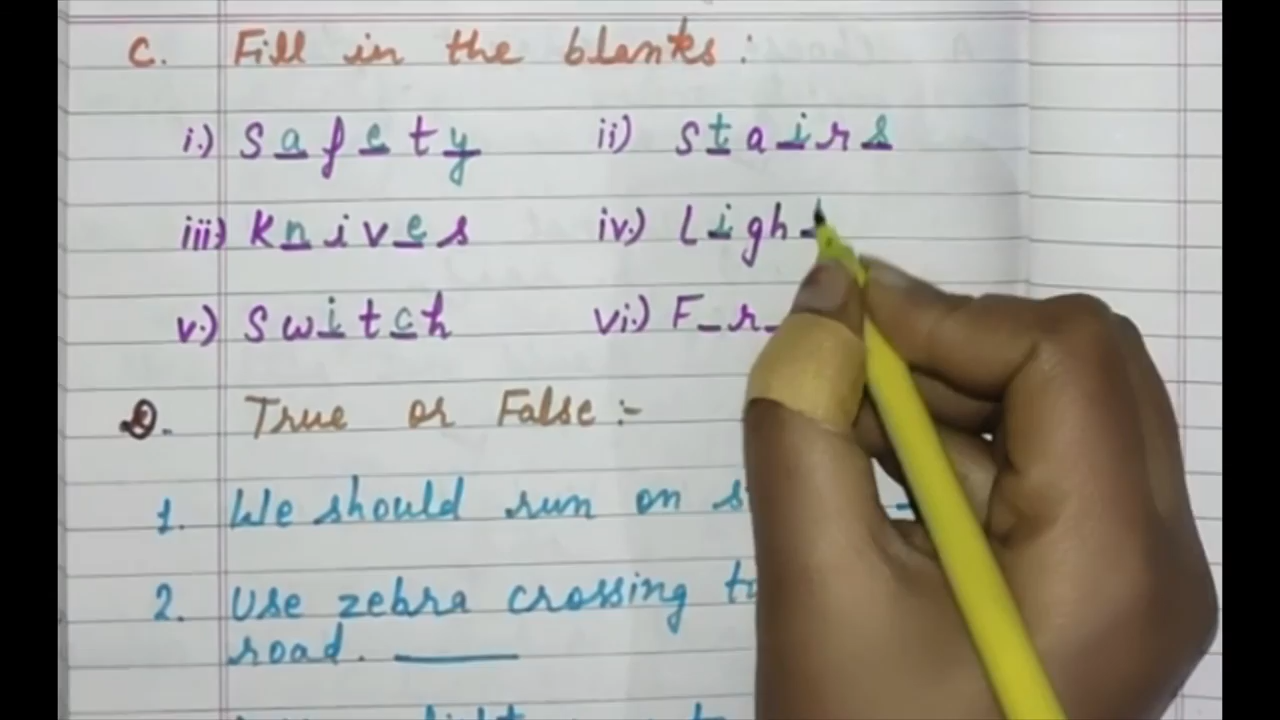 C. Fill in the blanks :
i.) Safety ii) Stairs
iii) Knives iv.) Light
v.) Switch vi.) F_r_
D. True or False :-
1. We should run on
2. Use zebra crossing to
road. ____